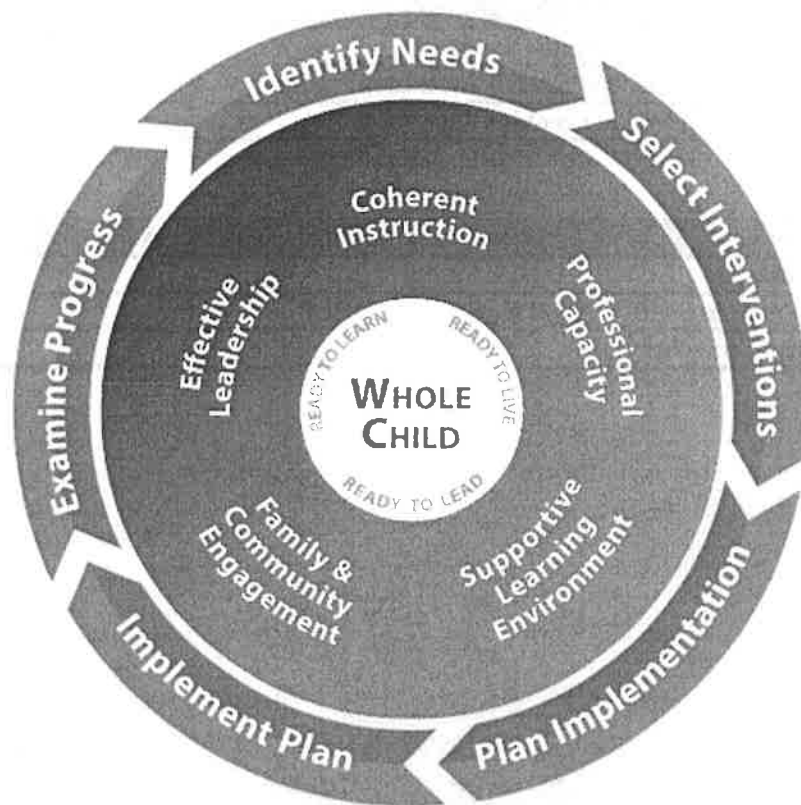 Identify Needs
Select Interventions
Plan Implementation
Implement Plan
Examine Progress
Coherent
Instruction
Professional
Capacity
Supportive
Learning
Environment
Family &
Community
Engagement
Effective
Leadership
READY TO LEARN
READY TO LIVE
READY TO LEAD
WHOLE
CHILD